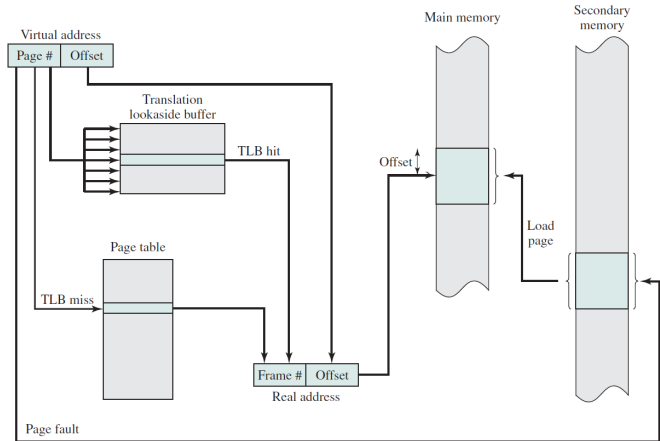 Virtual address
Page # Offset
Main memory
Secondary
memory
Translation
lookaside buffer
TLB hit
Offset
Load
page
Page table
TLB miss
Frame # Offset
Real address
Page fault